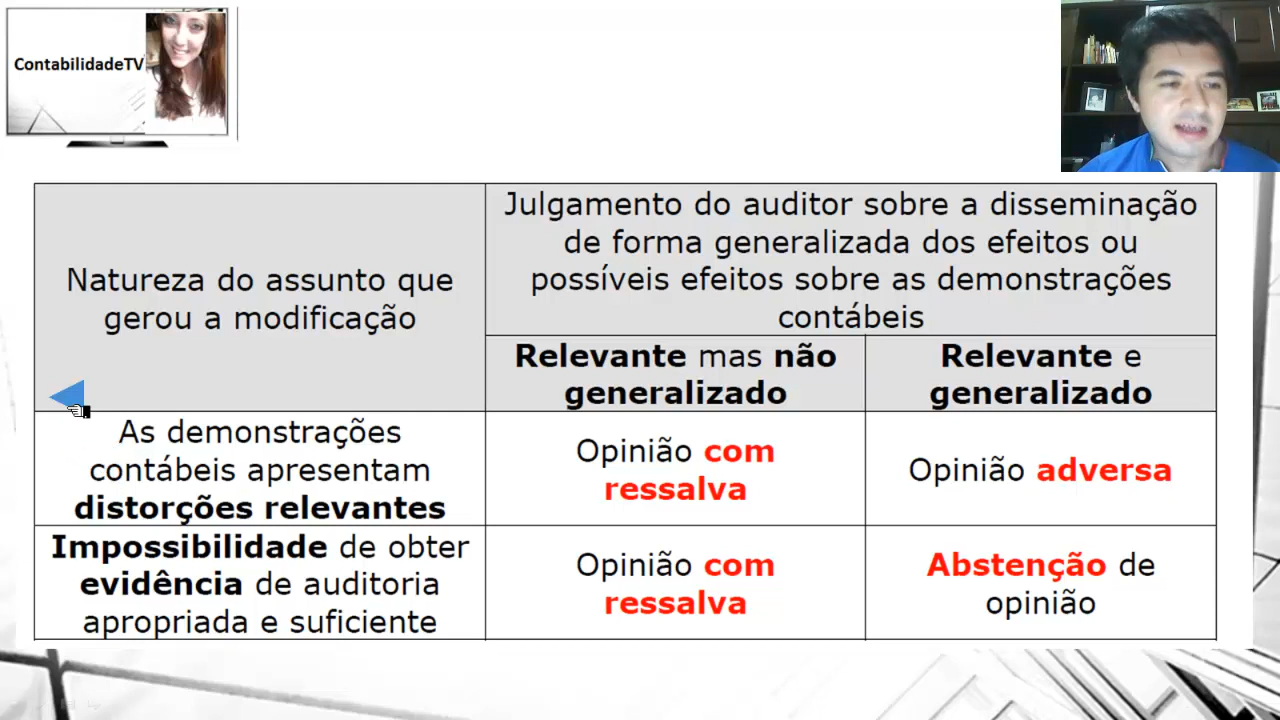 ContabilidadeTV
Natureza do assunto que
gerou a modificação
Julgamento do auditor sobre a disseminação
de forma generalizada dos efeitos ou
possíveis efeitos sobre as demonstrações
contábeis
Relevante mas não
generalizado
Relevante e
generalizado
As demonstrações
contábeis apresentam
distorções relevantes
Opinião com
ressalva
Opinião adversa
Impossibilidade de obter
evidência de auditoria
apropriada e suficiente
Opinião com
ressalva
Abstenção de
opinião